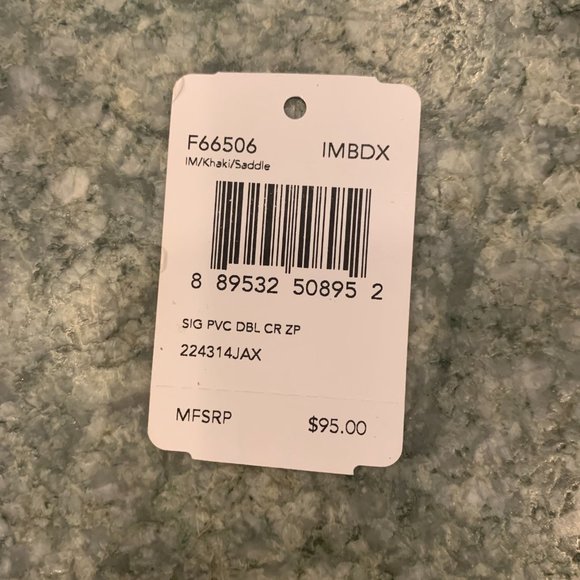 F66506 IMBDX
IM/Khaki/Saddle
8 89532 50895 2
SIG PVC DBL CR ZP
224314JAX
MFSRP $95.00